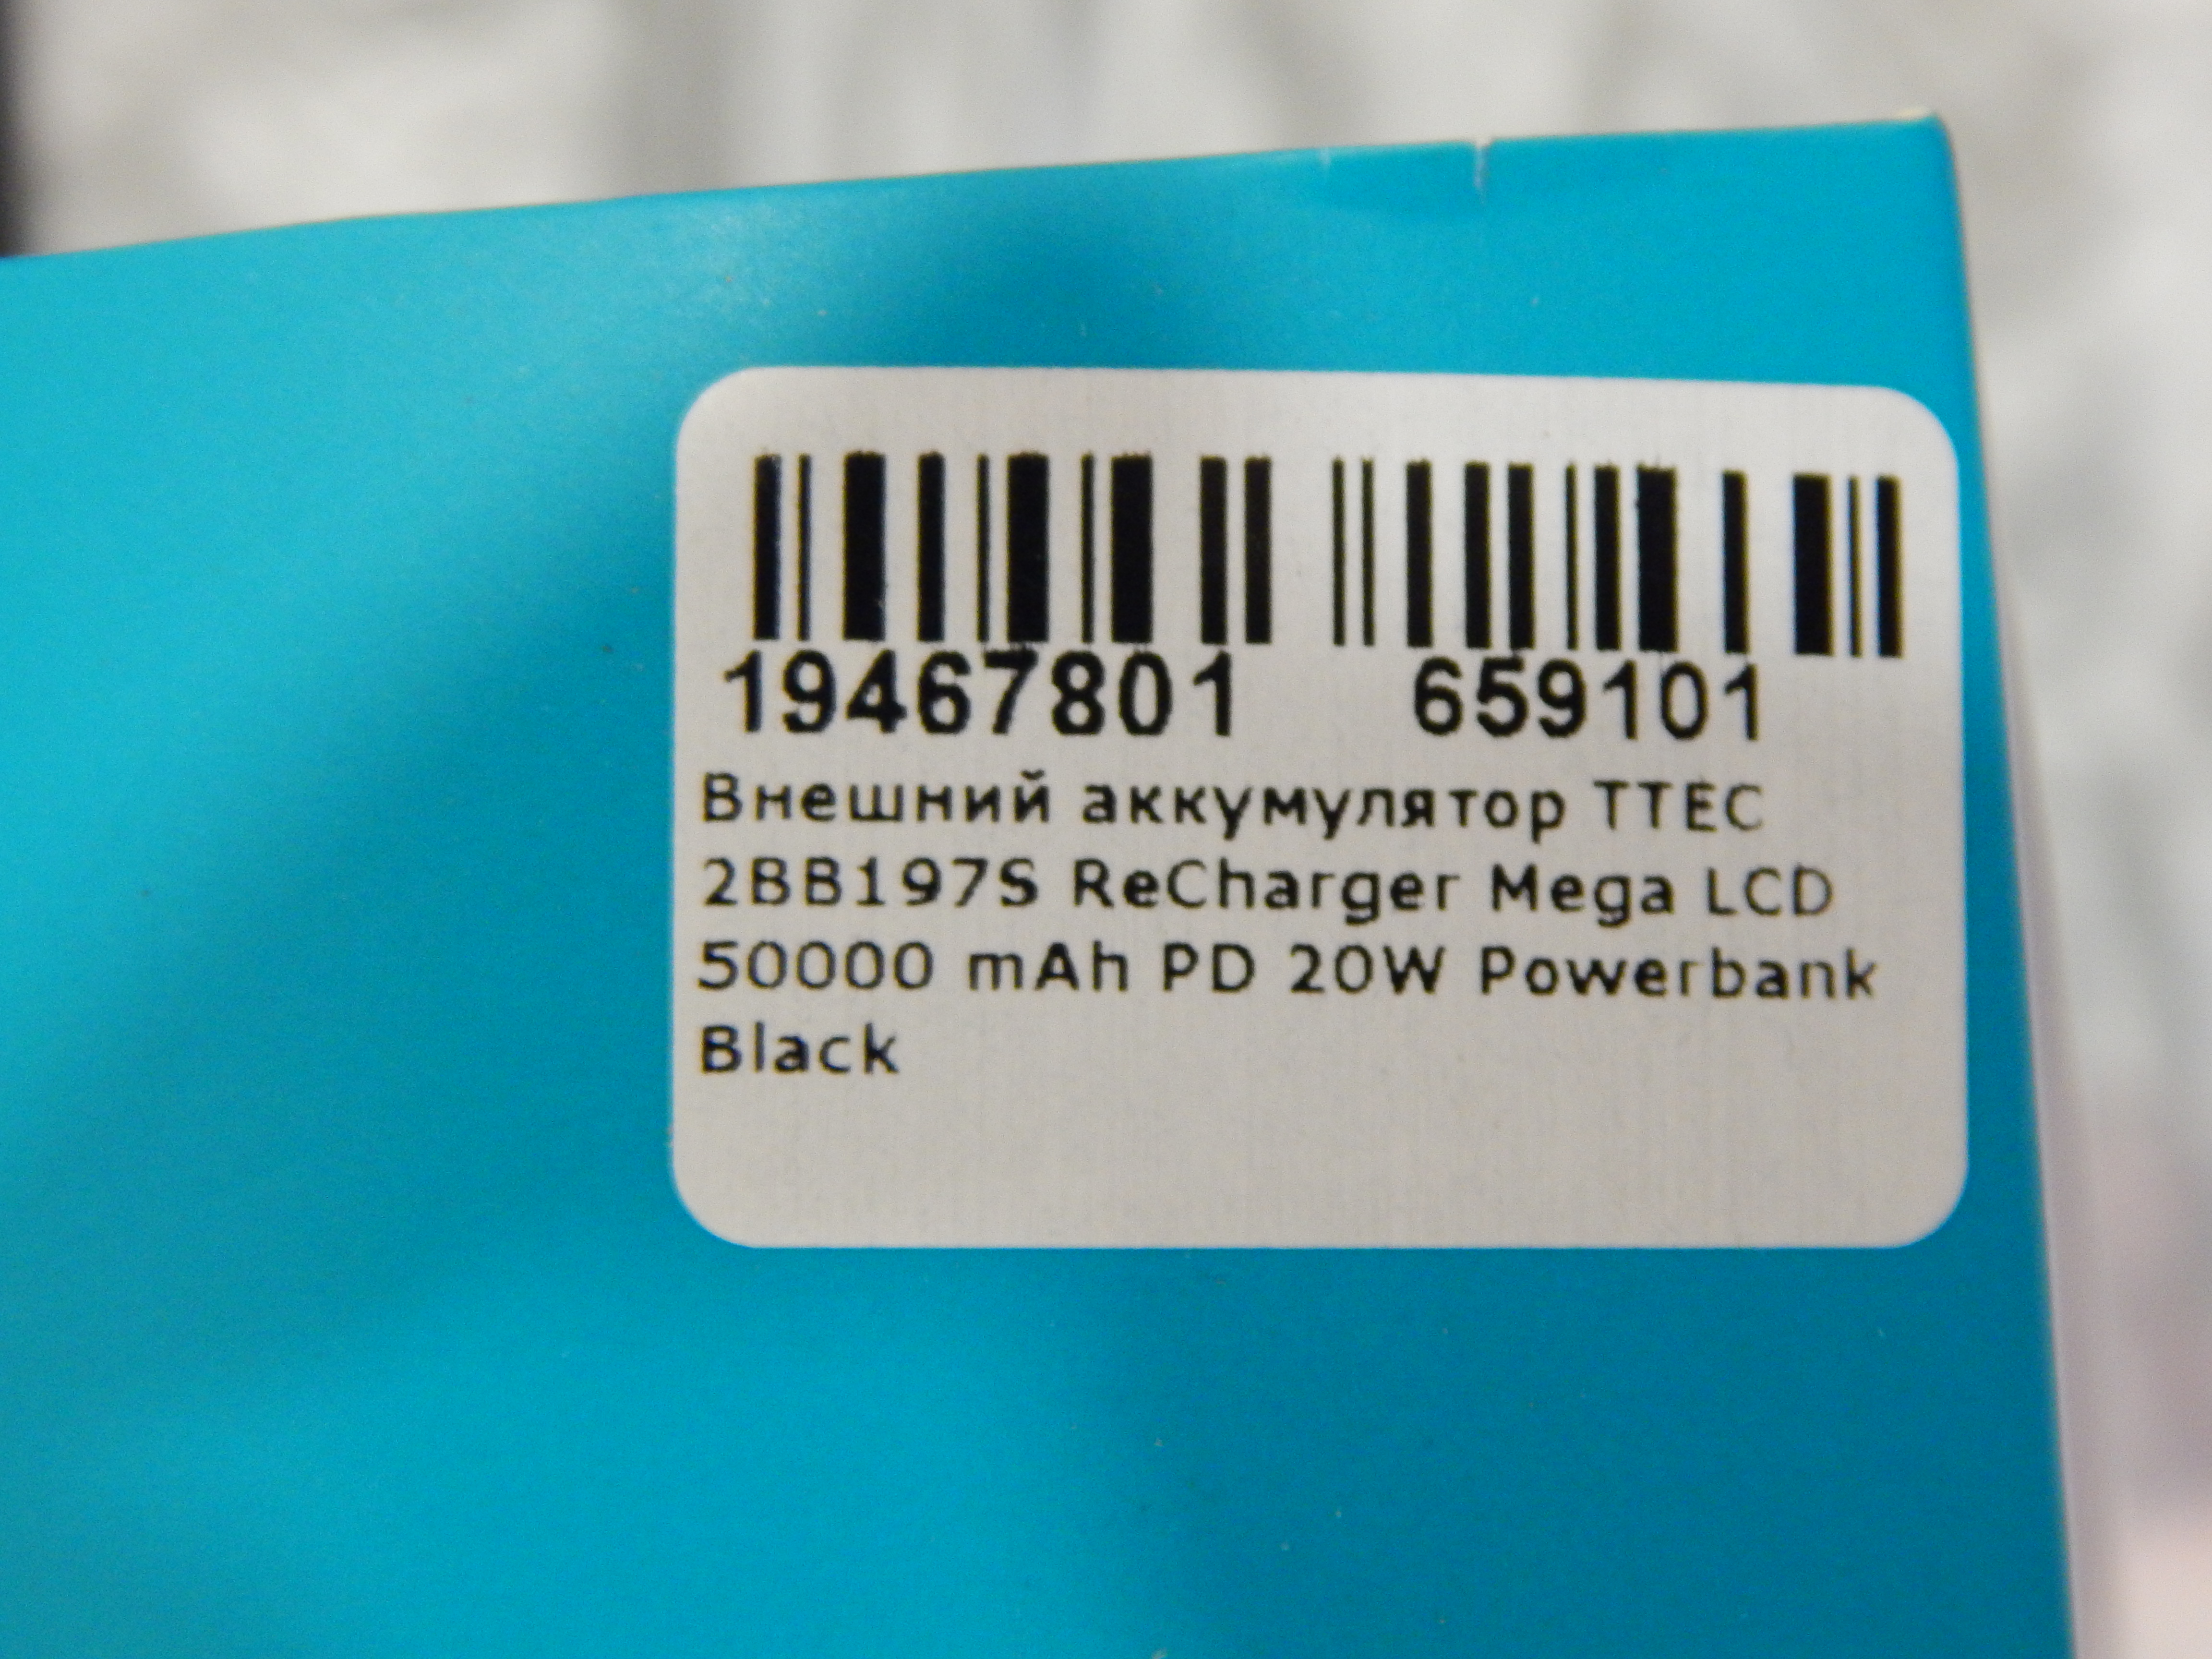 19467801 659101
Внешний аккумулятор TTEC
2BB197S ReCharger Mega LCD
50000 mAh PD 20W Powerbank
Black